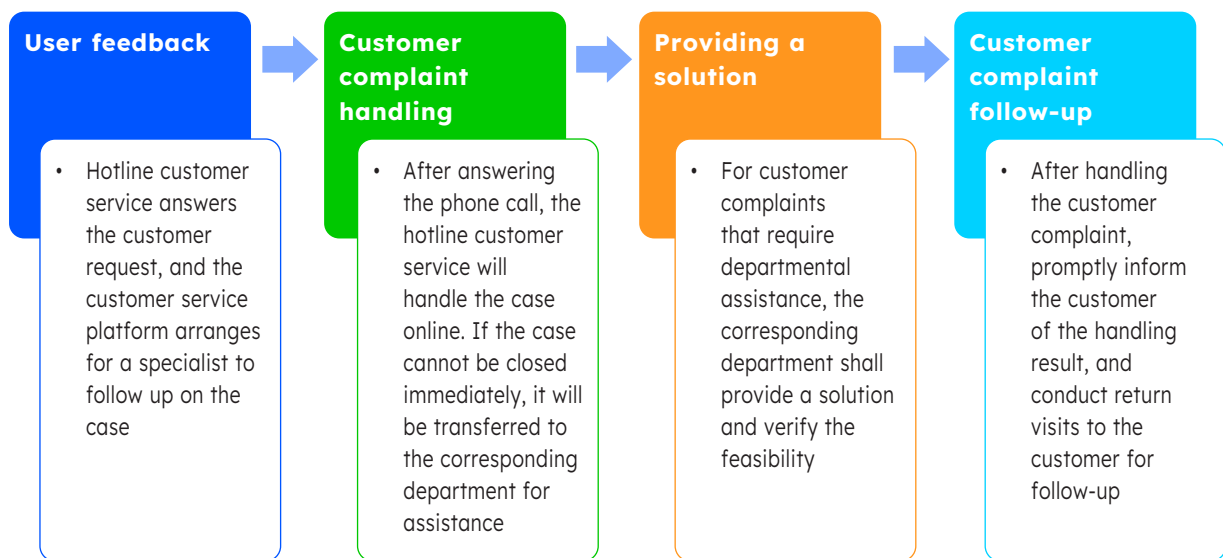 User feedback
Customer
complaint
handling
Providing a
solution
Customer
complaint
follow-up
• Hotline customer
service answers
the customer
request, and the
customer service
platform arranges
for a specialist to
follow up on the
case
• After answering
the phone call, the
hotline customer
service will
handle the case
online. If the case
cannot be closed
immediately, it will
be transferred to
the corresponding
department for
assistance
• For customer
complaints
that require
departmental
assistance, the
corresponding
department shall
provide a solution
and verify the
feasibility
• After handling
the customer
complaint,
promptly inform
the customer
of the handling
result, and
conduct return
visits to the
customer for
follow-up